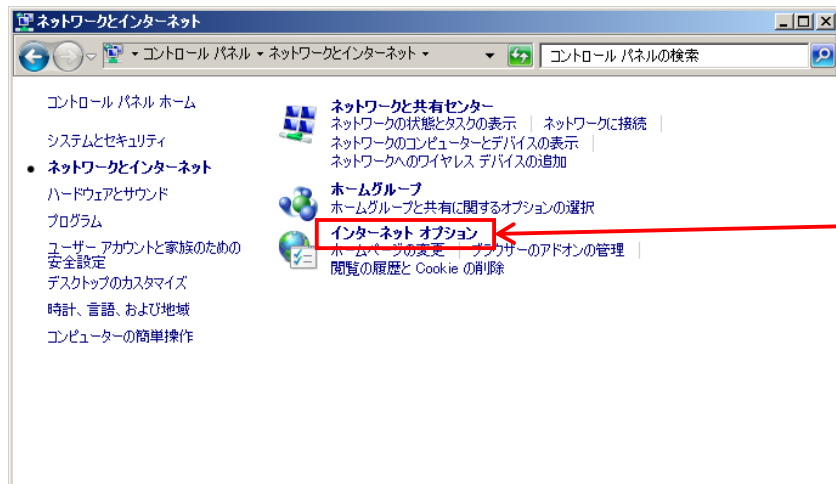 ネットワークとインターネット
コントロール パネル ネットワークとインターネット
コントロール パネルの検索
コントロール パネル ホーム
システムとセキュリティ
ネットワークとインターネット
ハードウェアとサウンド
プログラム
ユーザー アカウントと家族のための
安全設定
デスクトップのカスタマイズ
時計、言語、および地域
コンピューターの簡単操作
ネットワークと共有センター
ネットワークの状態とタスクの表示 | ネットワークに接続 |
ネットワークのコンピューターとデバイスの表示 |
ネットワークへのワイヤレス デバイスの追加
ホームグループ
ホームグループと共有に関するオプションの選択
インターネット オプション
ホームページの変更 | ブラウザーのアドオンの管理 |
閲覧の履歴と Cookie の削除